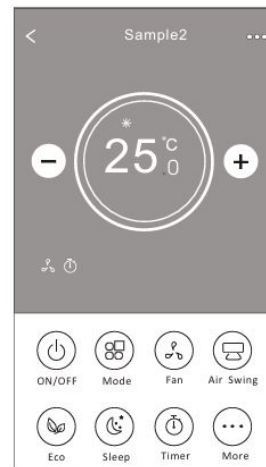 Sample2
25.0°C
ON/OFF
Mode
Fan
Air Swing
Eco
Sleep
Timer
More